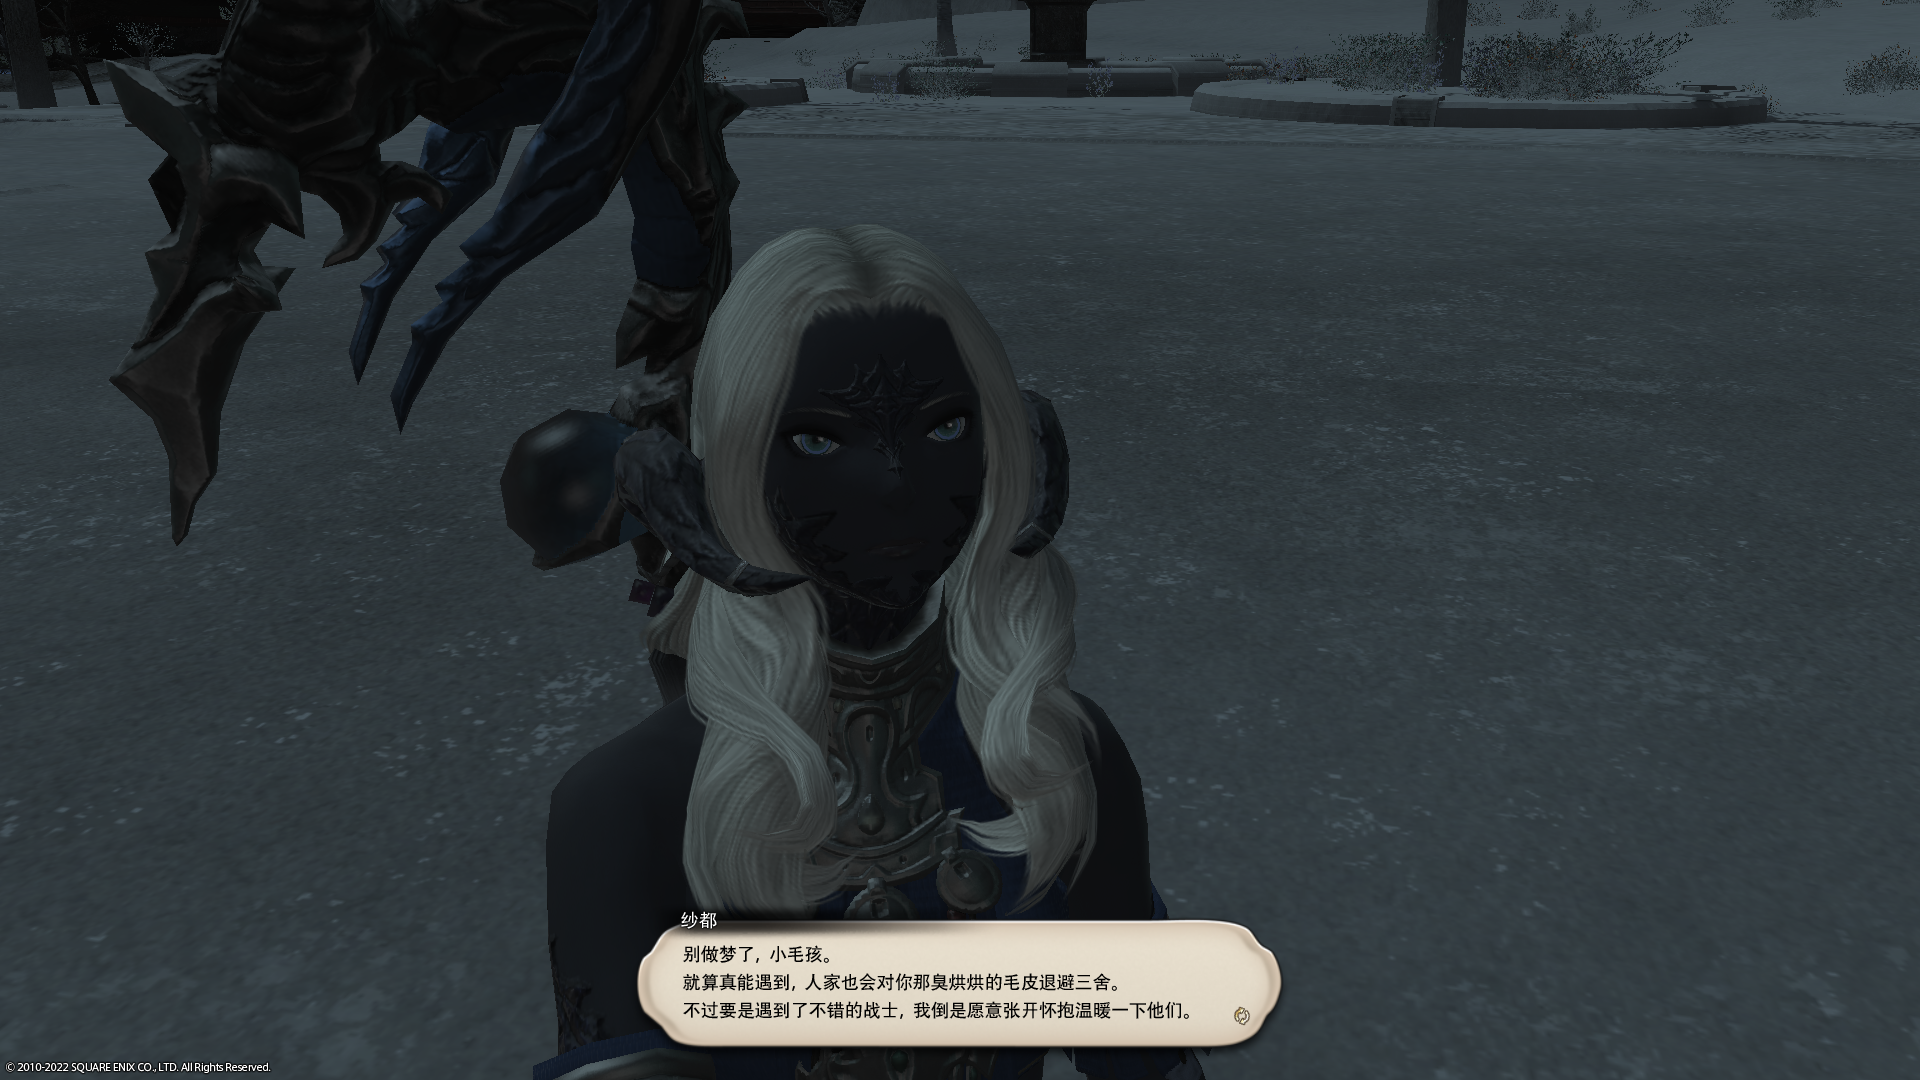 纱都
别做梦了，小毛孩。
就算真能遇到，人家也会对你那臭烘烘的毛皮退避三舍。
不过要是遇到了不错的战士，我倒是愿意张开怀抱温暖一下他们。
© 2010-2022 SQUARE ENIX CO., LTD. All Rights Reserved.